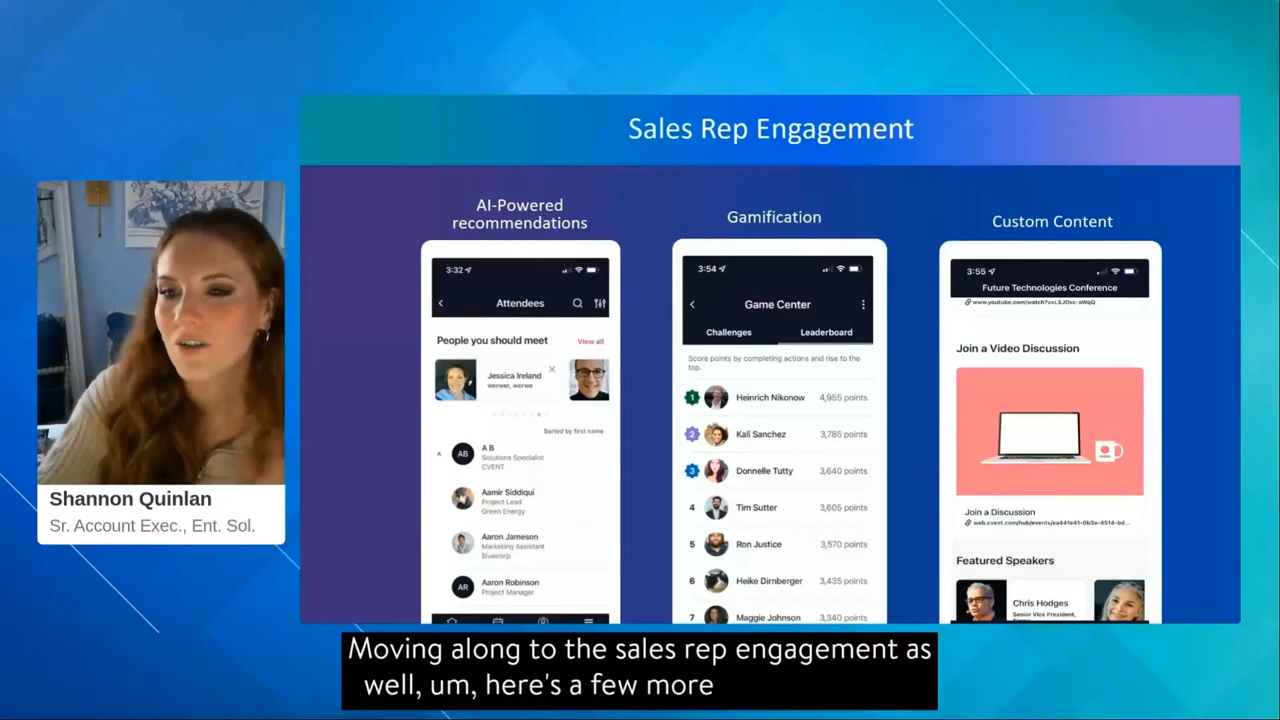 Sales Rep Engagement
Shannon Quinlan
Sr. Account Exec., Ent. Sol.
AI-Powered
recommendations
3:32
Attendees
People you should meet
View all
Jessica Ireland
werwer, werwe
Sorted by first name
A
AB
A B
Solutions Specialist
CVENT
Aamir Siddiqui
Project Lead
Green Energy
Aaron Jameson
Marketing Assistant
Bluecorp
AR
Aaron Robinson
Project Manager
Gamification
3:54
Game Center
Challenges
Leaderboard
Score points by completing actions and rise to the
top.
1 Heinrich Nikonow 4,955 points
2 Kali Sanchez 3,785 points
3 Donnelle Tutty 3,640 points
4 Tim Sutter 3,605 points
5 Ron Justice 3,570 points
6 Heike Dirnberger 3,435 points
7 Maggie Johnson 3,340 points
Custom Content
3:55
Future Technologies Conference
Join a Video Discussion
Join a Discussion
Featured Speakers
Chris Hodges
Senior Vice President,
Moving along to the sales rep engagement as
well, um, here's a few more